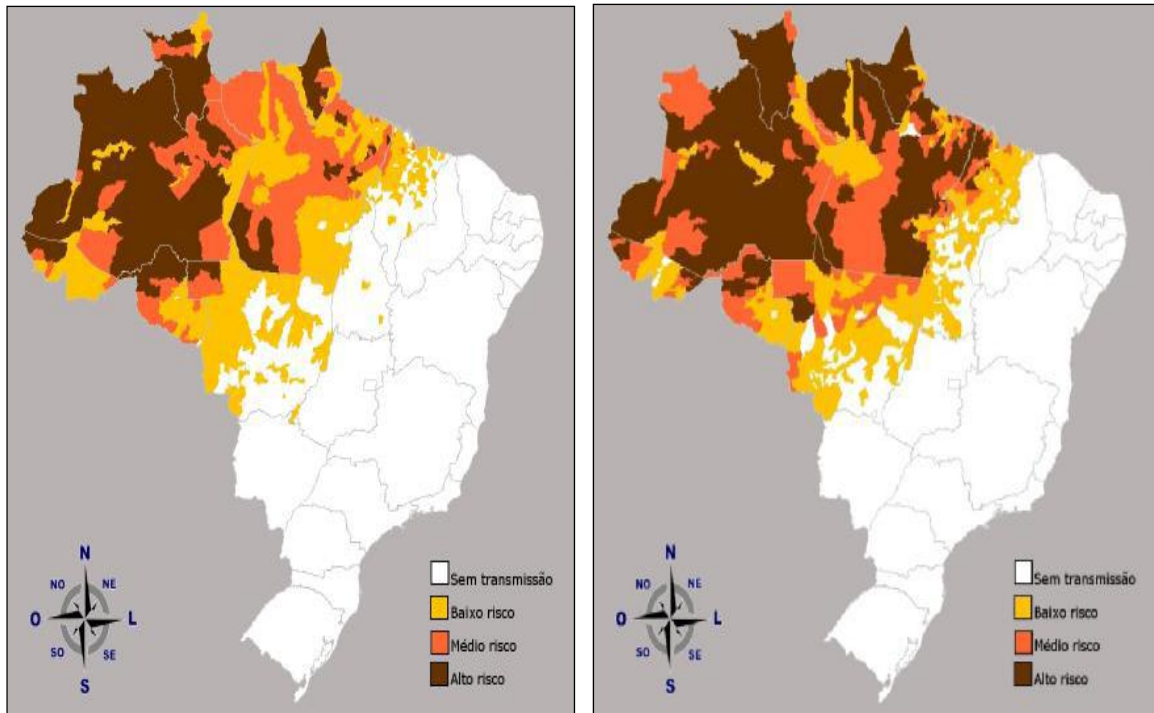 N
NO NE
O L
SO SE
S
Sem transmissão
Baixo risco
Médio risco
Alto risco
N
NO NE
O L
SO SE
S
Sem transmissão
Baixo risco
Médio risco
Alto risco